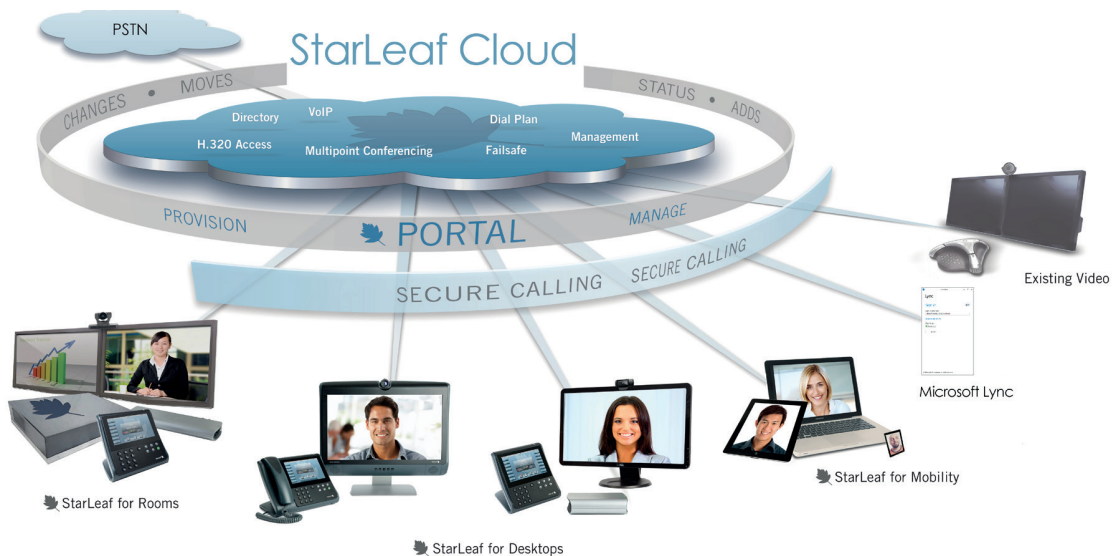 PSTN
StarLeaf Cloud
CHANGES • MOVES
STATUS • ADDS
Directory
VoIP
Dial Plan
H.320 Access
Multipoint Conferencing
Failsafe
Management
PROVISION
PORTAL
MANAGE
SECURE CALLING
SECURE CALLING
Existing Video
Lync
Microsoft Lync
StarLeaf for Rooms
StarLeaf for Mobility
StarLeaf for Desktops